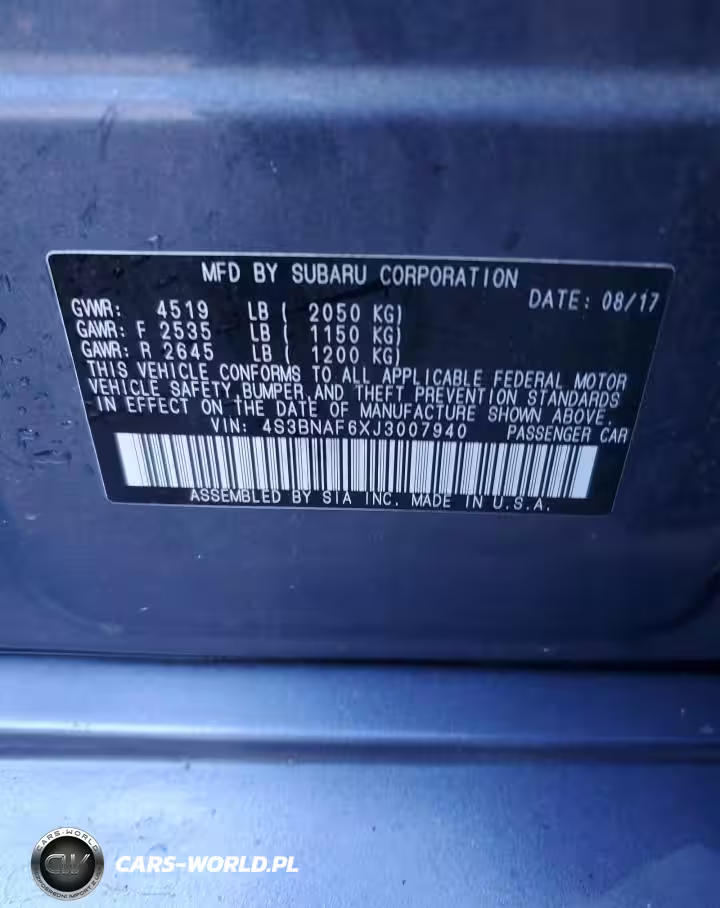 MFD BY SUBARU CORPORATION
DATE: 08/17
GVWR: 4519 LB ( 2050 KG)
GAWR: F 2535 LB ( 1150 KG)
GAWR: R 2645 LB ( 1200 KG)
THIS VEHICLE CONFORMS TO ALL APPLICABLE FEDERAL MOTOR
VEHICLE SAFETY, BUMPER, AND THEFT PREVENTION STANDARDS
IN EFFECT ON THE DATE OF MANUFACTURE SHOWN ABOVE.
VIN: 4S3BNAF6XJ3007940 PASSENGER CAR
ASSEMBLED BY SIA INC. MADE IN U.S.A.
CARS-WORLD
CW
CARS-WORLD.PL